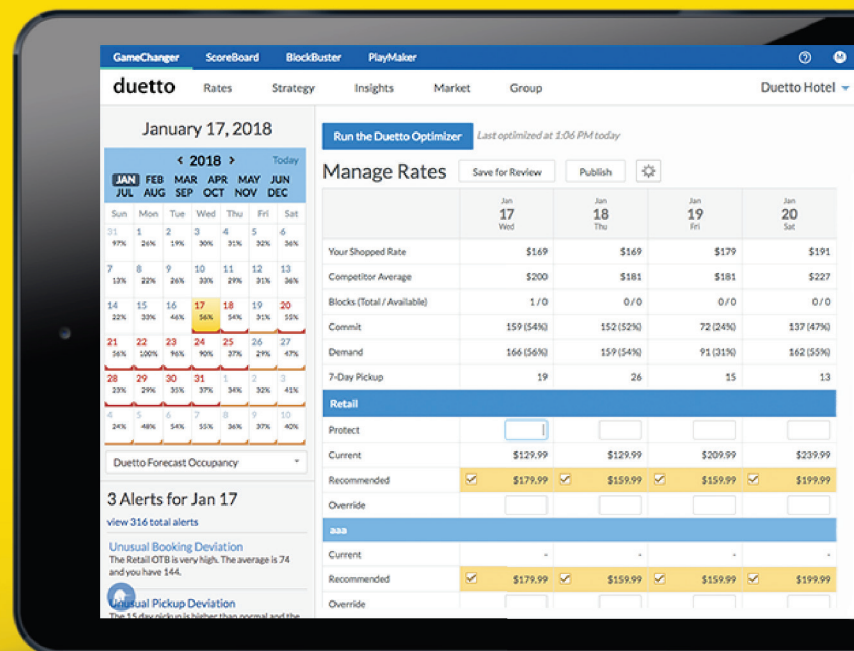 GameChanger ScoreBoard BlockBuster PlayMaker
duetto Rates Strategy Insights Market Group Duetto Hotel
January 17, 2018
< 2018 > Today
JAN FEB MAR APR MAY JUN
JUL AUG SEP OCT NOV DEC
Sun Mon Tue Wed Thu Fri Sat
31 1 2 3 4 5 6
97% 26% 19% 30% 31% 32% 36%
7 8 9 10 11 12 13
13% 22% 26% 33% 29% 31% 36%
14 15 16 17 18 19 20
22% 33% 46% 56% 54% 31% 55%
21 22 23 24 25 26 27
56% 100% 96% 90% 37% 29% 47%
28 29 30 31 1 2 3
23% 29% 35% 37% 34% 32% 41%
4 5 6 7 8 9 10
24% 48% 54% 55% 36% 37% 40%
Duetto Forecast Occupancy
3 Alerts for Jan 17
view 316 total alerts
Unusual Booking Deviation
The Retail OTB is very high. The average is 74
and you have 144.
Unusual Pickup Deviation
The 15 day pickup is higher than normal and the
Run the Duetto Optimizer Last optimized at 1:06 PM today
Manage Rates Save for Review Publish
Jan Jan Jan Jan
17 18 19 20
Wed Thu Fri Sat
Your Shopped Rate $169 $169 $179 $191
Competitor Average $200 $181 $181 $227
Blocks (Total / Available) 1/0 0/0 0/0 0/0
Commit 159 (54%) 152 (52%) 72 (24%) 137 (47%)
Demand 166 (56%) 159 (54%) 91 (31%) 162 (55%)
7-Day Pickup 19 26 15 13
Retail
Protect
Current $129.99 $129.99 $209.99 $239.99
Recommended $179.99 $159.99 $159.99 $199.99
Override
aaa
Current - - - -
Recommended $179.99 $159.99 $159.99 $199.99
Override